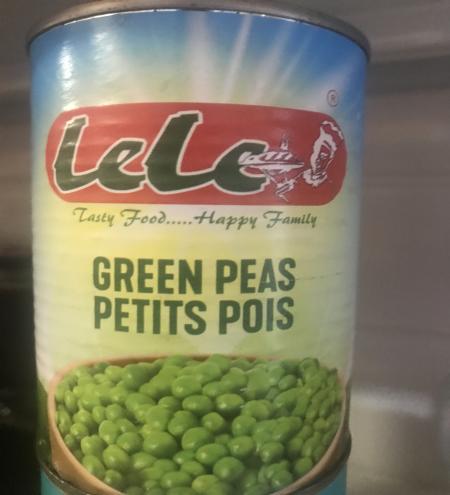 LeLe ®
Tasty Food.....Happy Family
GREEN PEAS
PETITS POIS